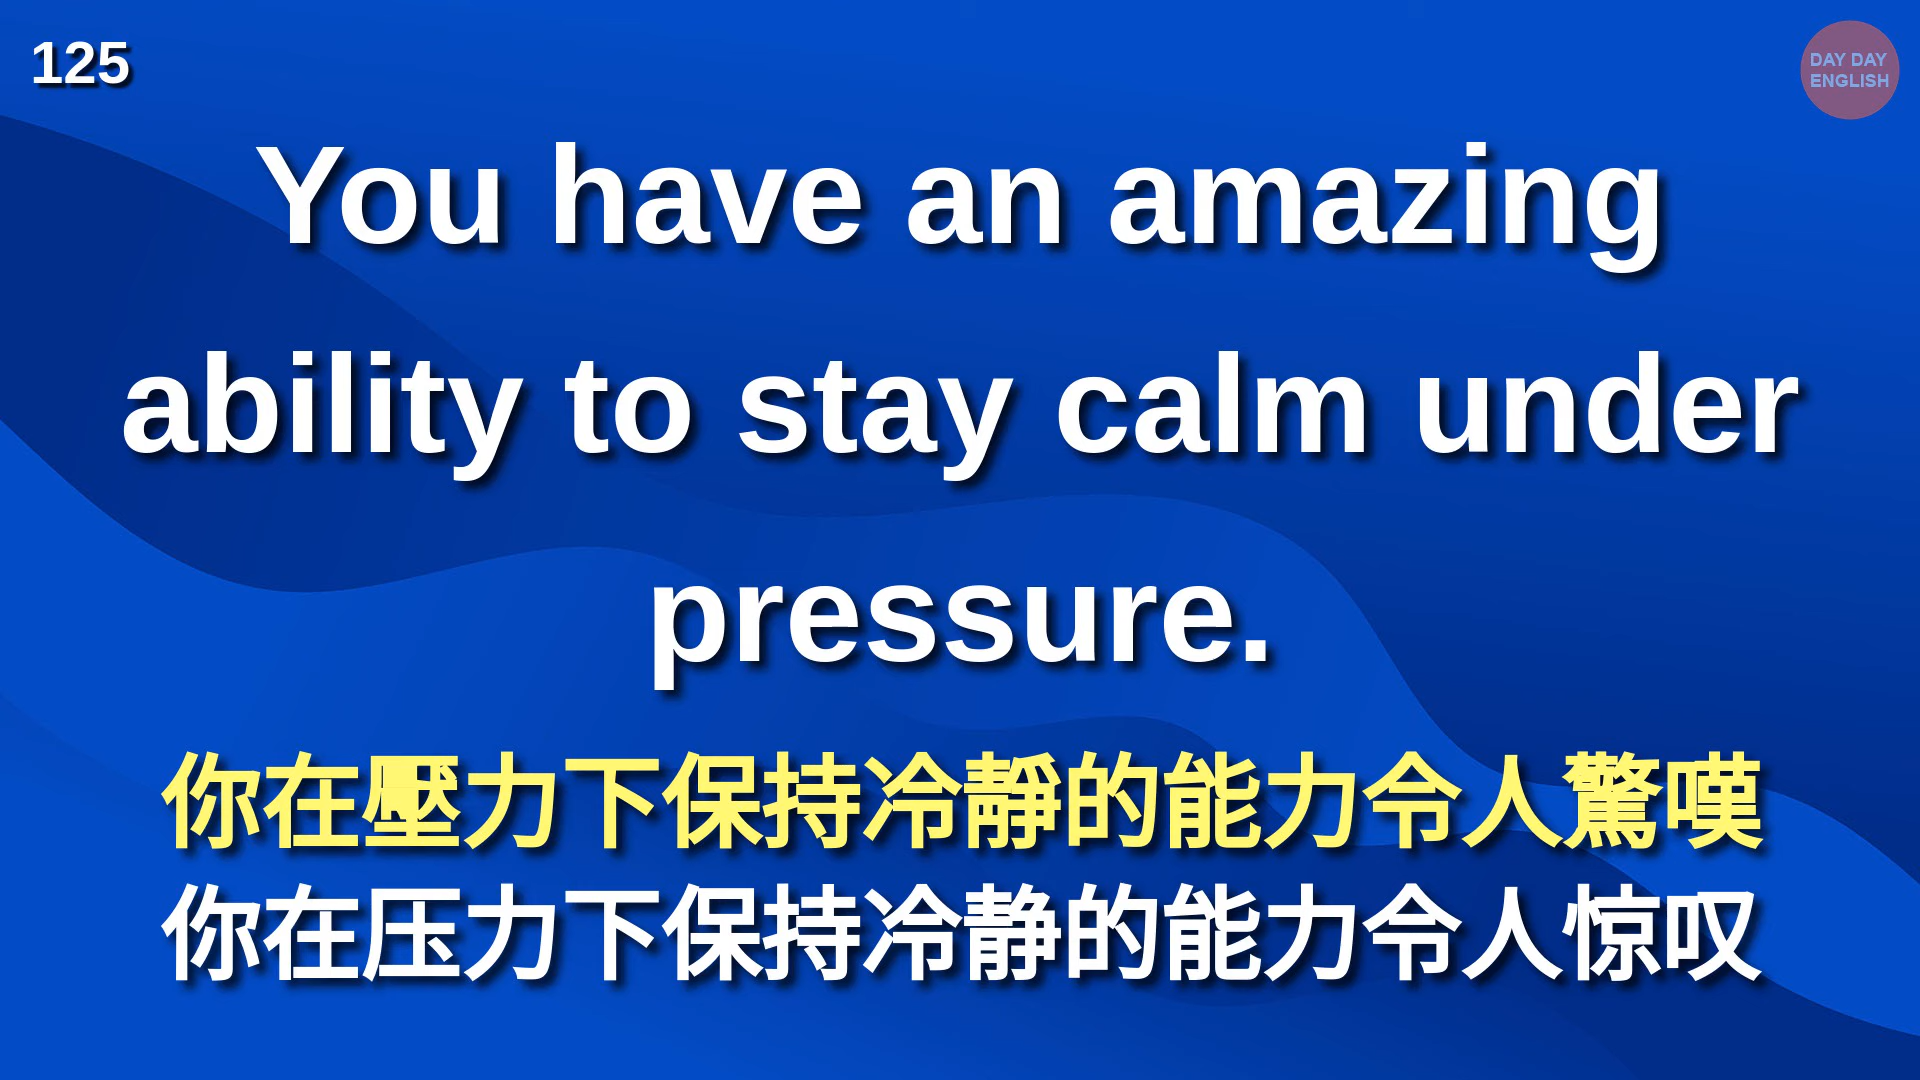 125
DAY DAY
ENGLISH
You have an amazing
ability to stay calm under
pressure.
你在壓力下保持冷靜的能力令人驚嘆
你在压力下保持冷静的能力令人惊叹